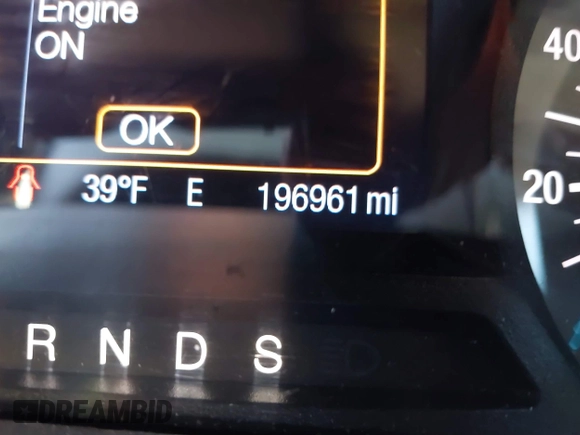 Engine
ON
OK
39°F E 196961 mi
40
20
R N D S
DREAMBID